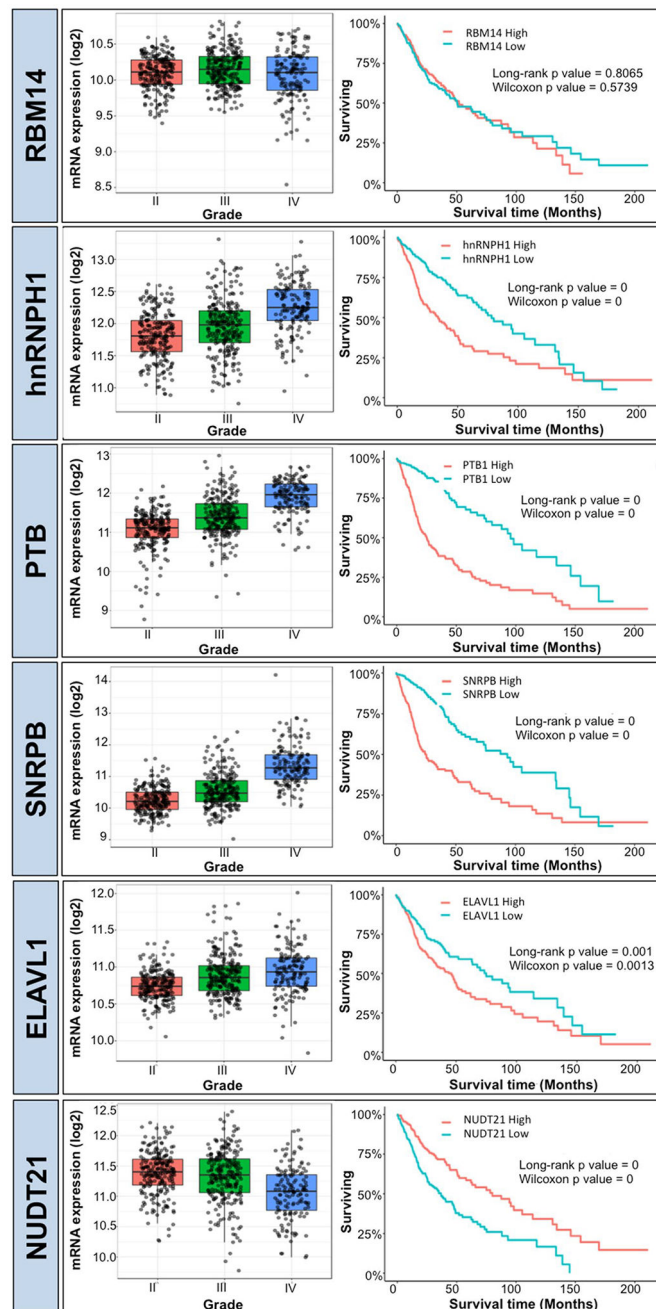 RBM14
mRNA expression (log2)
10.5
10.0
9.5
9.0
8.5
II
III
IV
Grade
Surviving
100%
75%
50%
25%
0%
RBM14 High
RBM14 Low
Long-rank p value = 0.8065
Wilcoxon p value = 0.5739
0
50
100
150
200
Survival time (Months)
hnRNPH1
mRNA expression (log2)
13.0
12.5
12.0
11.5
11.0
II
III
IV
Grade
Surviving
100%
75%
50%
25%
0%
hnRNPH1 High
hnRNPH1 Low
Long-rank p value = 0
Wilcoxon p value = 0
0
50
100
150
200
Survival time (Months)
PTB
mRNA expression (log2)
13
12
11
10
9
II
III
IV
Grade
Surviving
100%
75%
50%
25%
0%
PTB1 High
PTB1 Low
Long-rank p value = 0
Wilcoxon p value = 0
0
50
100
150
200
Survival time (Months)
SNRPB
mRNA expression (log2)
14
13
12
11
10
9
II
III
IV
Grade
Surviving
100%
75%
50%
25%
0%
SNRPB High
SNRPB Low
Long-rank p value = 0
Wilcoxon p value = 0
0
50
100
150
200
Survival time (Months)
ELAVL1
mRNA expression (log2)
12.0
11.5
11.0
10.5
10.0
II
III
IV
Grade
Surviving
100%
75%
50%
25%
0%
ELAVL1 High
ELAVL1 Low
Long-rank p value = 0.001
Wilcoxon p value = 0.0013
0
50
100
150
200
Survival time (Months)
NUDT21
mRNA expression (log2)
12.5
12.0
11.5
11.0
10.5
10.0
II
III
IV
Grade
Surviving
100%
75%
50%
25%
0%
NUDT21 High
NUDT21 Low
Long-rank p value = 0
Wilcoxon p value = 0
0
50
100
150
200
Survival time (Months)